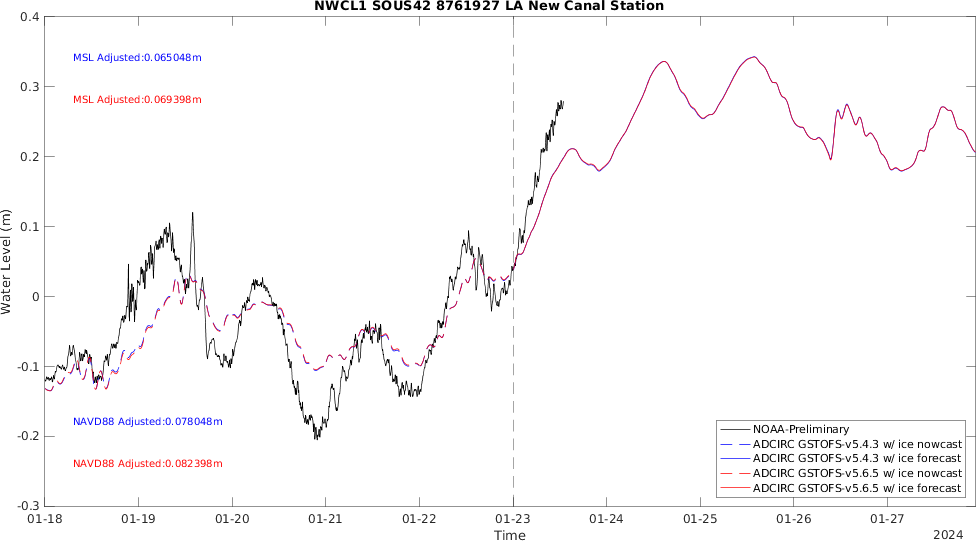 NWCL1 SOUS42 8761927 LA New Canal Station
0.4
0.3
0.2
0.1
0
-0.1
-0.2
-0.3
Water Level (m)
MSL Adjusted:0.065048m
MSL Adjusted:0.069398m
NAVD88 Adjusted:0.078048m
NAVD88 Adjusted:0.082398m
NOAA-Preliminary
ADCIRC GSTOFS-v5.4.3 w/ ice nowcast
ADCIRC GSTOFS-v5.4.3 w/ ice forecast
ADCIRC GSTOFS-v5.6.5 w/ ice nowcast
ADCIRC GSTOFS-v5.6.5 w/ ice forecast
01-18 01-19 01-20 01-21 01-22 01-23 01-24 01-25 01-26 01-27
Time
2024